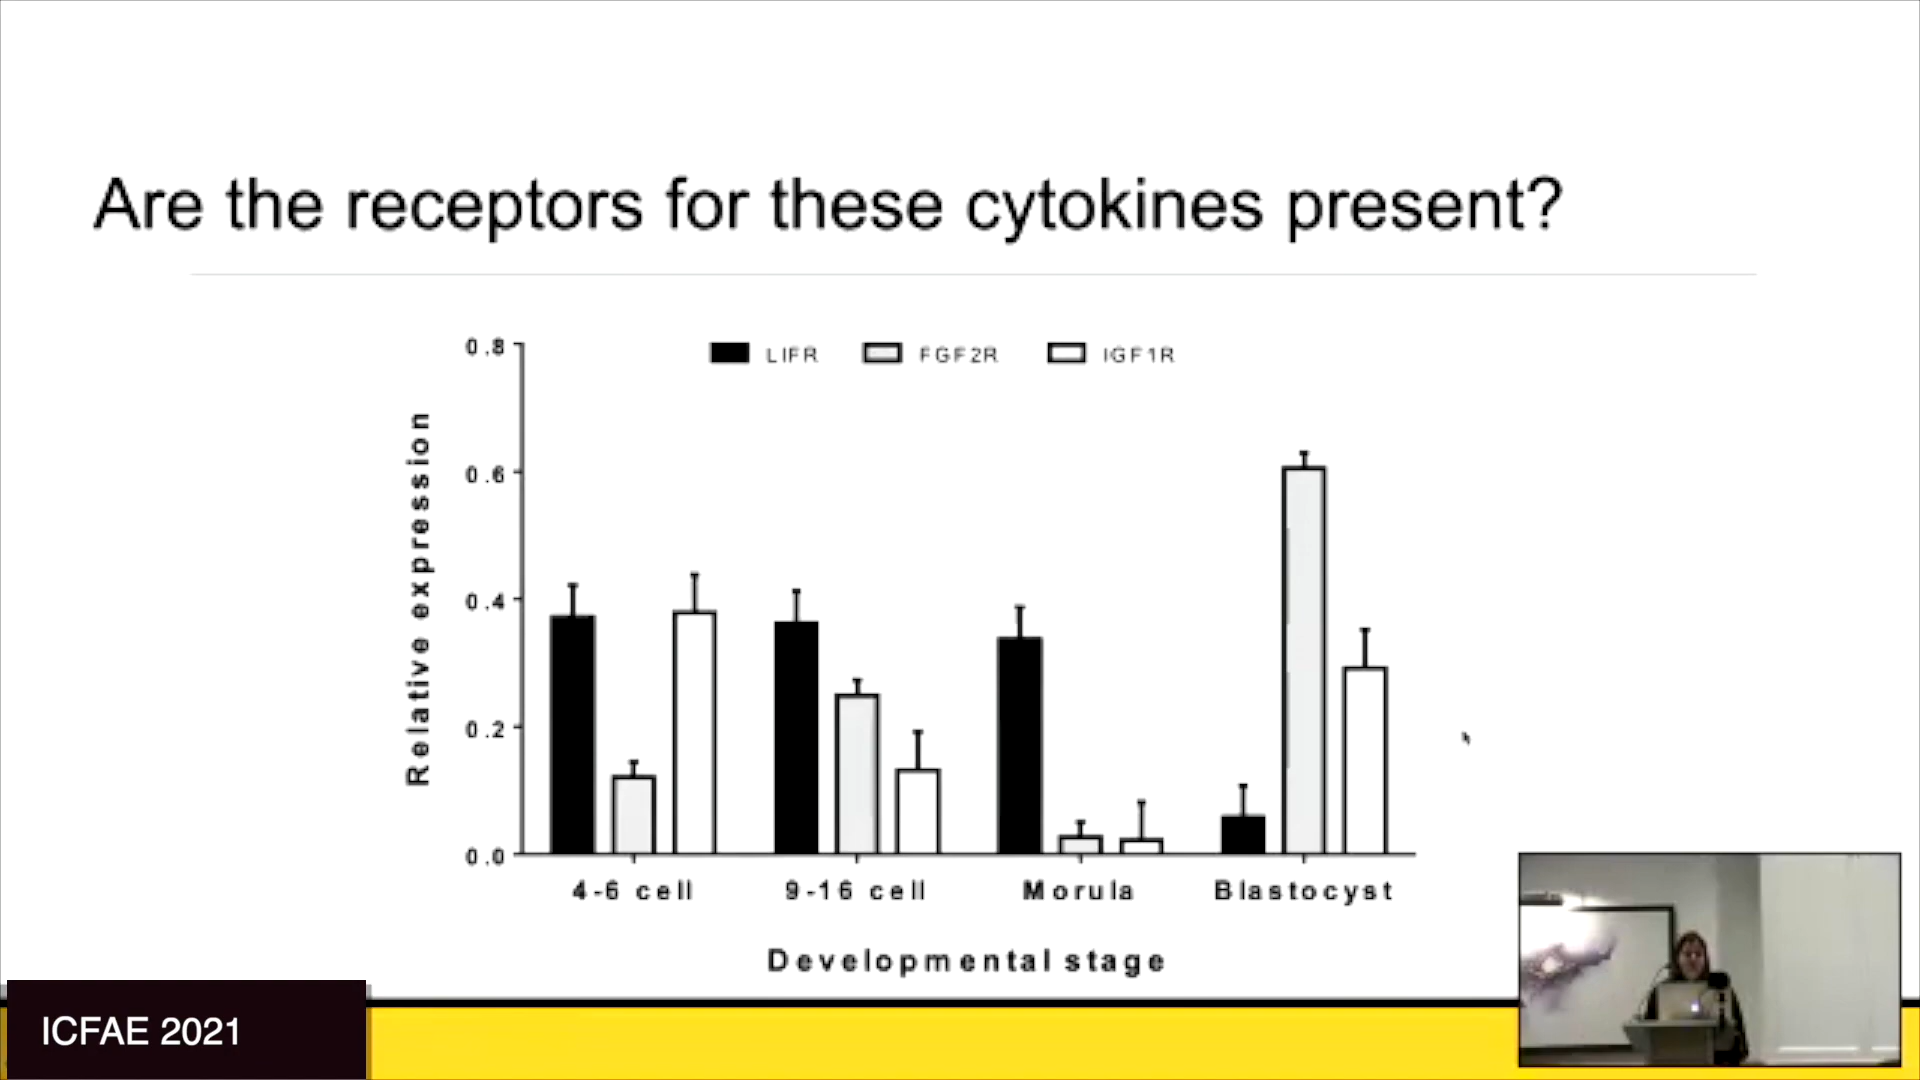 Are the receptors for these cytokines present?
LIFR FGF2R IGF1R
0.8
0.6
0.4
0.2
0.0
Relative expression
4-6 cell 9-16 cell Morula Blastocyst
Developmental stage
ICFAE 2021